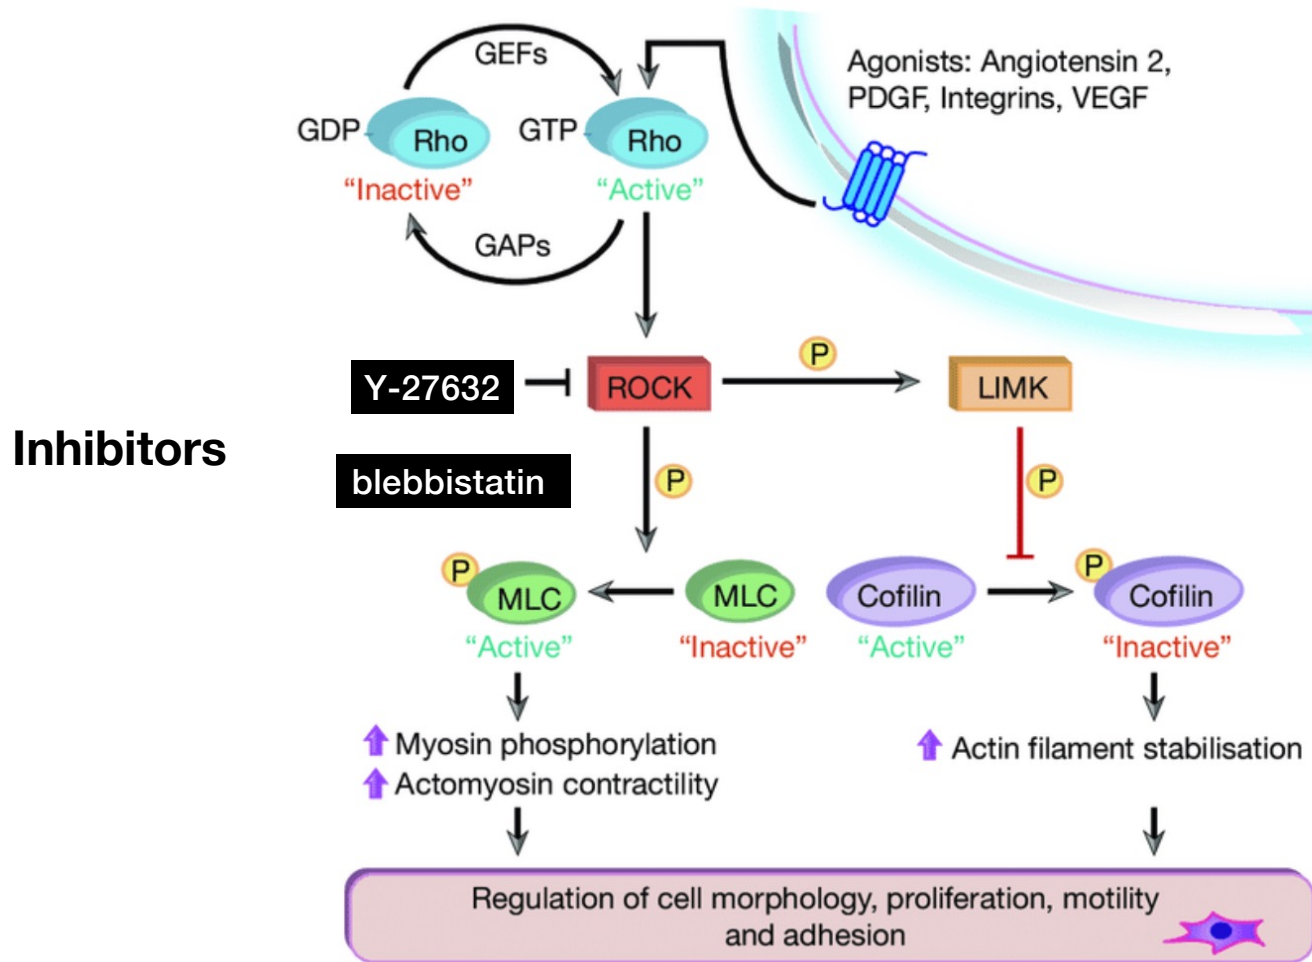 GEFs
Agonists: Angiotensin 2,
PDGF, Integrins, VEGF
GDP
Rho
GTP
Rho
“Inactive”
“Active”
GAPs
P
Y-27632
ROCK
LIMK
Inhibitors
blebbistatin
P
P
P
MLC
MLC
Cofilin
P
Cofilin
“Active”
“Inactive”
“Active”
“Inactive”
Myosin phosphorylation
Actomyosin contractility
Actin filament stabilisation
Regulation of cell morphology, proliferation, motility
and adhesion